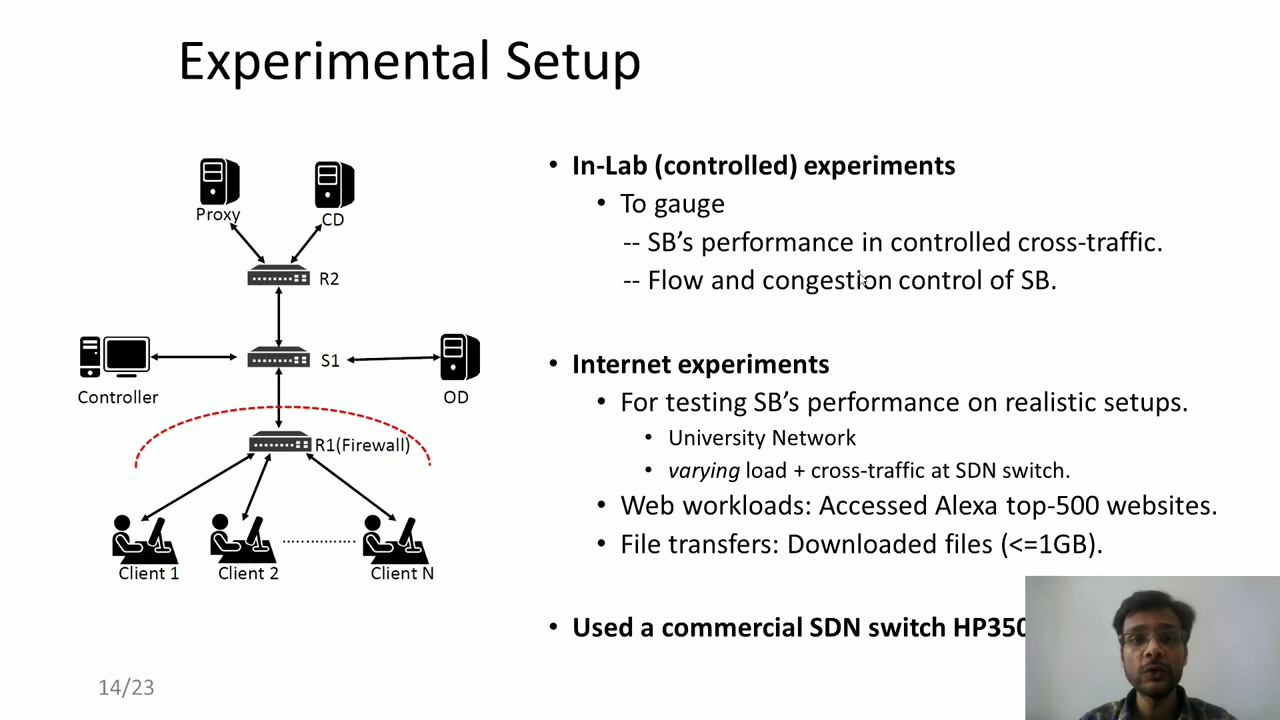 Experimental Setup
Proxy
CD
R2
Controller
S1
OD
R1(Firewall)
Client 1
Client 2
Client N
• In-Lab (controlled) experiments
• To gauge
-- SB's performance in controlled cross-traffic.
-- Flow and congestion control of SB.
• Internet experiments
• For testing SB's performance on realistic setups.
• University Network
• varying load + cross-traffic at SDN switch.
• Web workloads: Accessed Alexa top-500 websites.
• File transfers: Downloaded files (<=1GB).
• Used a commercial SDN switch
14/23